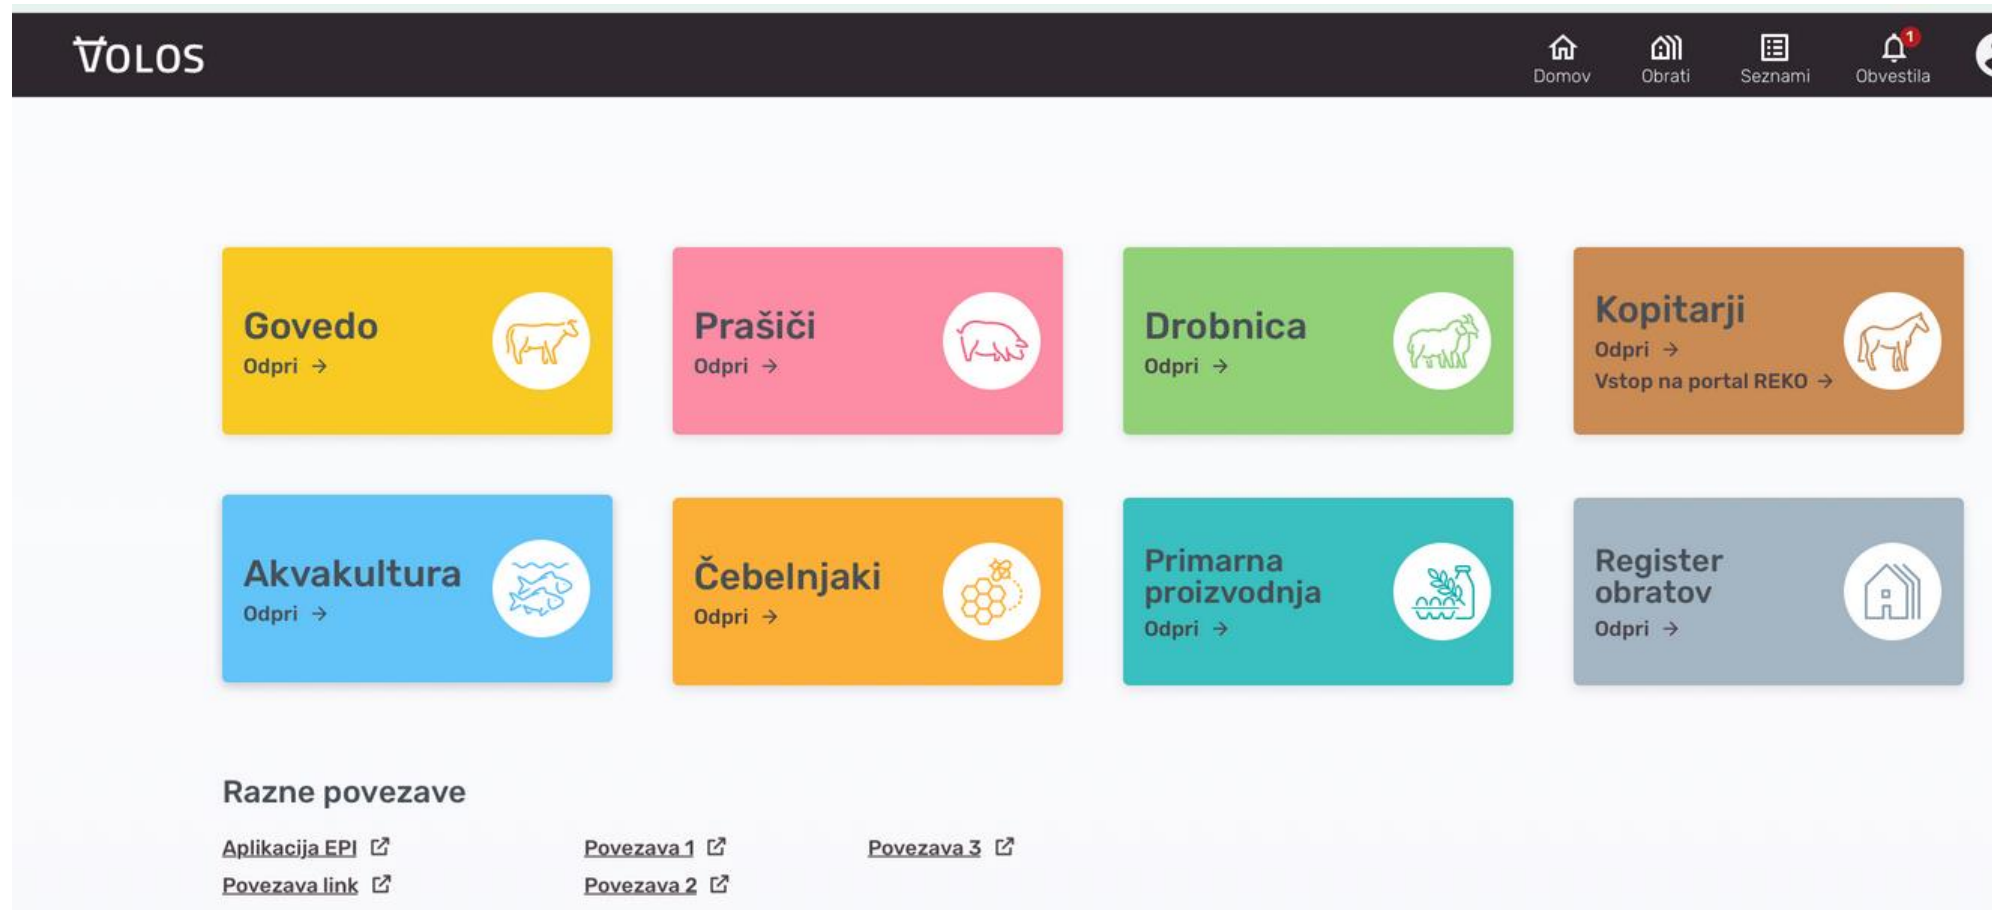 VOLOS
Domov
Obrati
Seznami
1
Obvestila
Govedo
Odpri →
Prašiči
Odpri →
Drobnica
Odpri →
Kopitarji
Odpri →
Vstop na portal REKO →
Akvakultura
Odpri →
Čebelnjaki
Odpri →
Primarna
proizvodnja
Odpri →
Register
obratov
Odpri →
Razne povezave
Aplikacija EPI
Povezava 1
Povezava 3
Povezava link
Povezava 2